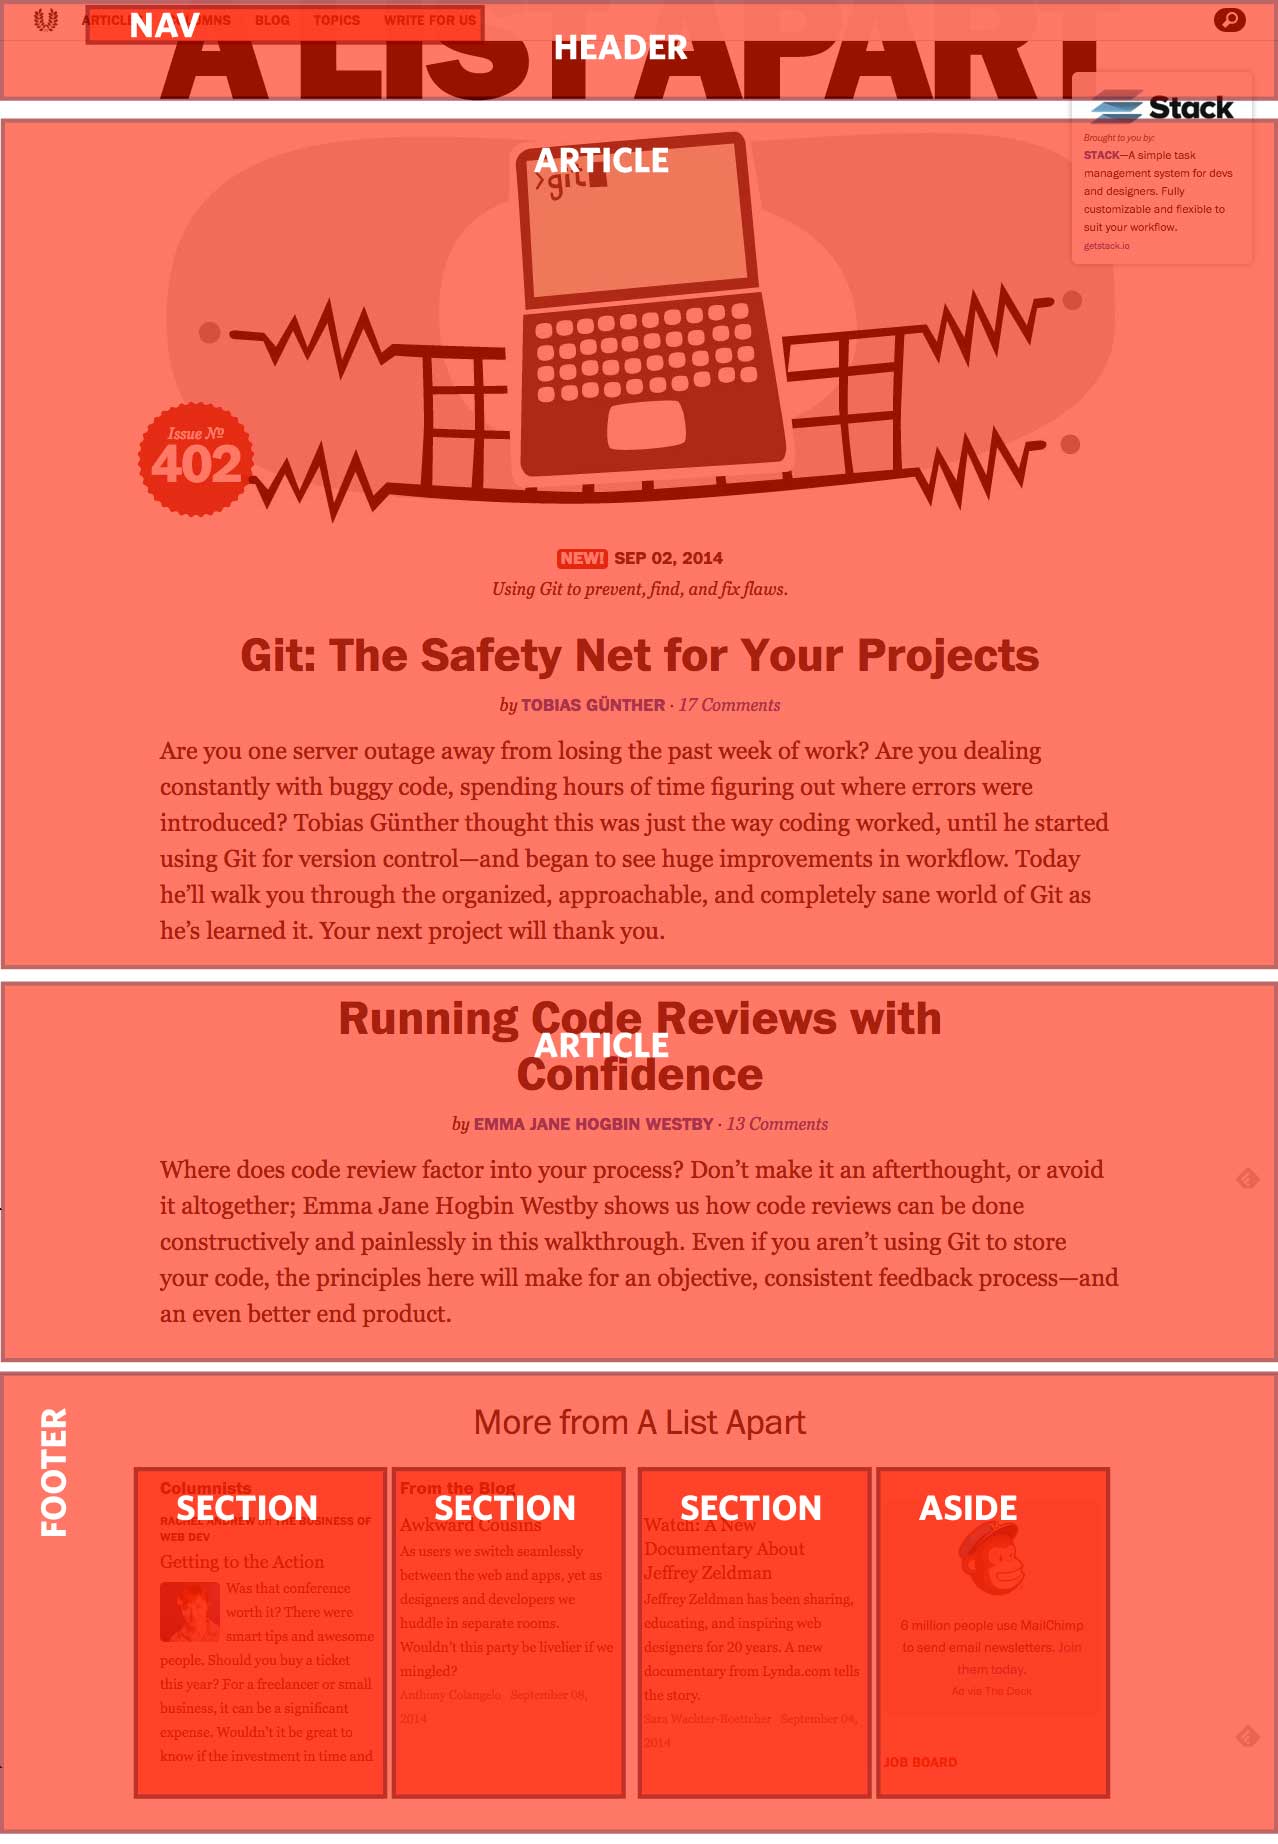 NAV
BLOG
TOPICS
WRITE FOR US
HEADER
A LIST APART
Stack
Brought to you by:
STACK—A simple task
management system for devs
and designers. Fully
customizable and flexible to
suit your workflow.
getstack.io
ARTICLE
>git
Issue №
402
NEW! SEP 02, 2014
Using Git to prevent, find, and fix flaws.
Git: The Safety Net for Your Projects
by TOBIAS GÜNTHER · 17 Comments
Are you one server outage away from losing the past week of work? Are you dealing
constantly with buggy code, spending hours of time figuring out where errors were
introduced? Tobias Günther thought this was just the way coding worked, until he started
using Git for version control—and began to see huge improvements in workflow. Today
he’ll walk you through the organized, approachable, and completely sane world of Git as
he’s learned it. Your next project will thank you.
Running Code Reviews with
ARTICLE
Confidence
by EMMA JANE HOGBIN WESTBY · 13 Comments
Where does code review factor into your process? Don’t make it an afterthought, or avoid
it altogether; Emma Jane Hogbin Westby shows us how code reviews can be done
constructively and painlessly in this walkthrough. Even if you aren’t using Git to store
your code, the principles here will make for an objective, consistent feedback process—and
an even better end product.
FOOTER
More from A List Apart
Columnists
SECTION
RACHEL ANDREW on THE BUSINESS OF
WEB DEV
Getting to the Action
Was that conference
worth it? There were
smart tips and awesome
people. Should you buy a ticket
this year? For a freelancer or small
business, it can be a significant
expense. Wouldn’t it be great to
know if the investment in time and
From the Blog
SECTION
Awkward Cousins
As users we switch seamlessly
between the web and apps, yet as
designers and developers we
huddle in separate rooms.
Wouldn’t this party be livelier if we
mingled?
Anthony Colangelo · September 08,
2014
SECTION
Watch: A New
Documentary About
Jeffrey Zeldman
Jeffrey Zeldman has been sharing,
educating, and inspiring web
designers for 20 years. A new
documentary from Lynda.com tells
the story.
Sara Wachter-Boettcher · September 04,
2014
ASIDE
6 million people use MailChimp
to send email newsletters. Join
them today.
Ad via The Deck
JOB BOARD